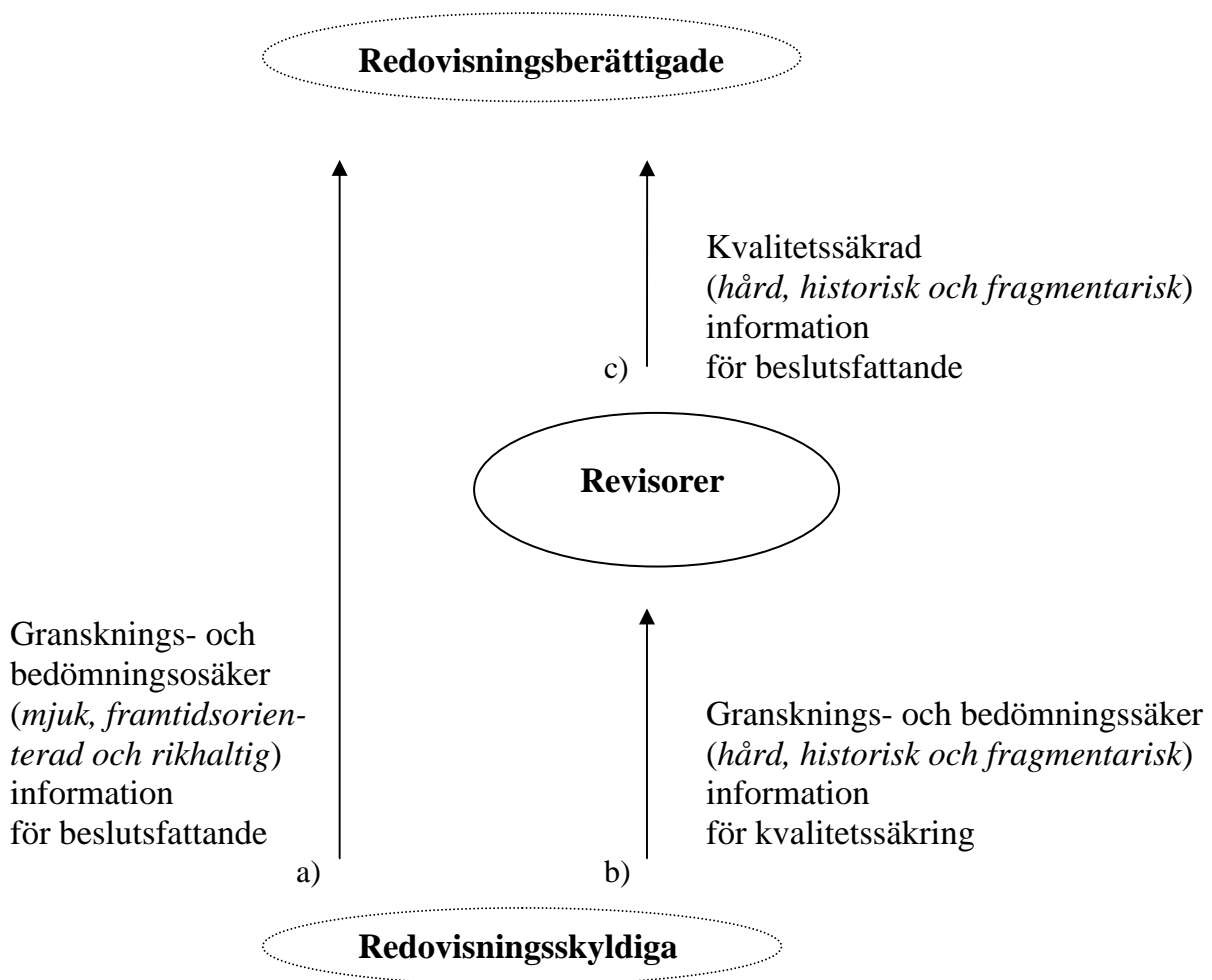 Redovisningsberättigade
Kvalitetssäkrad
(hård, historisk och fragmentarisk)
information
för beslutsfattande
c)
Revisorer
Gransknings- och
bedömningsosäker
(mjuk, framtidsorien-
terad och rikhaltig)
information
för beslutsfattande
a)
Gransknings- och bedömningssäker
(hård, historisk och fragmentarisk)
information
för kvalitetssäkring
b)
Redovisningsskyldiga